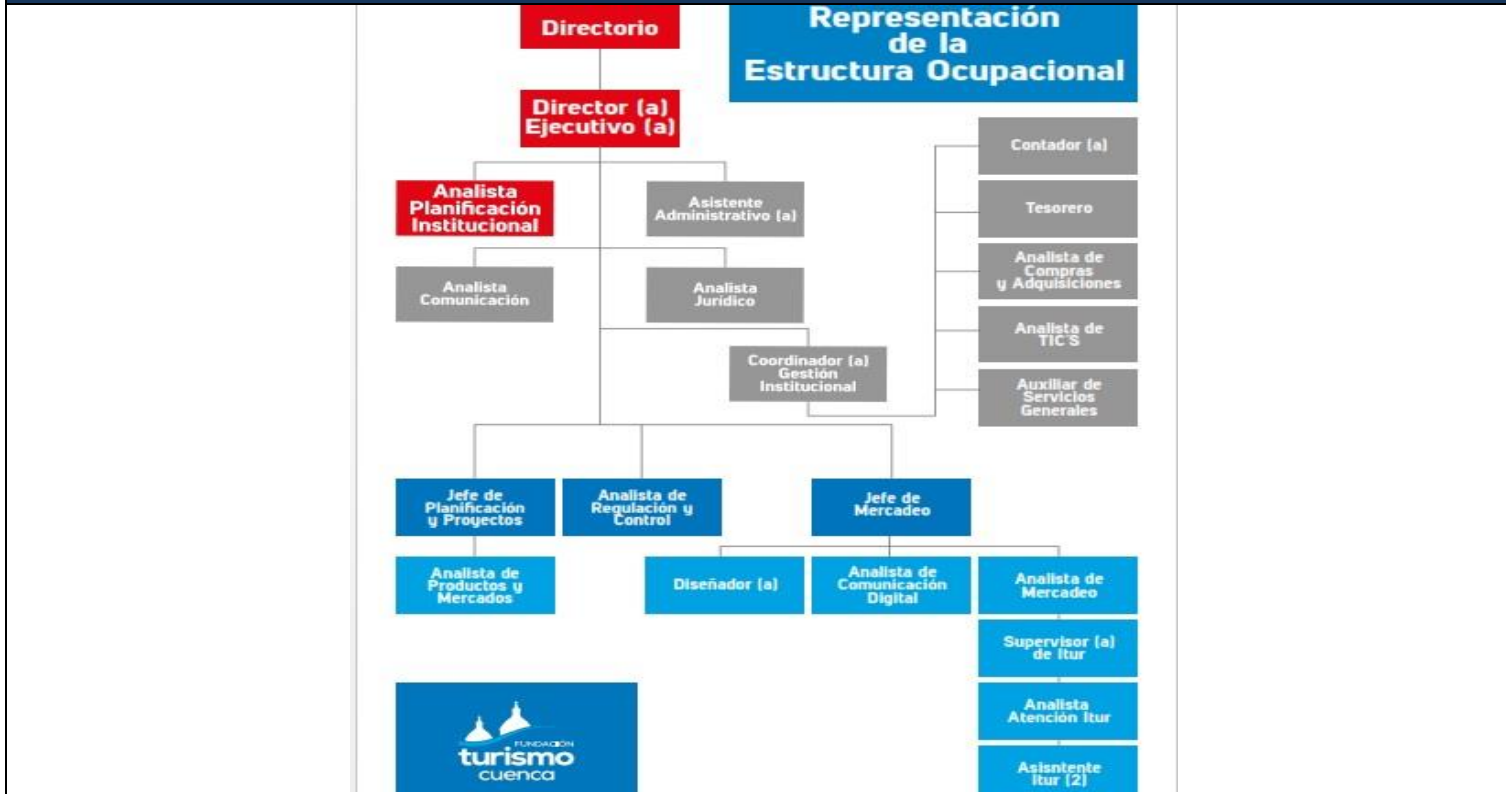 Directorio
Representación
de la
Estructura Ocupacional
Director (a)
Ejecutivo (a)
Contador (a)
Analista
Planificación
Institucional
Asistente
Administrativo (a)
Tesorero
Analista
Comunicación
Analista
Jurídico
Analista de
Compras
y Adquisiciones
Analista de
TIC'S
Coordinador (a)
Gestión
Institucional
Auxiliar de
Servicios
Generales
Jefe de
Planificación
y Proyectos
Analista de
Regulación y
Control
Jefe de
Mercadeo
Analista de
Productos y
Mercados
Diseñador (a)
Analista de
Comunicación
Digital
Analista de
Mercadeo
Supervisor (a)
de Itur
Analista
Atención Itur
Asisntente
Itur (2)
FUNDACIÓN
turismo
cuenca